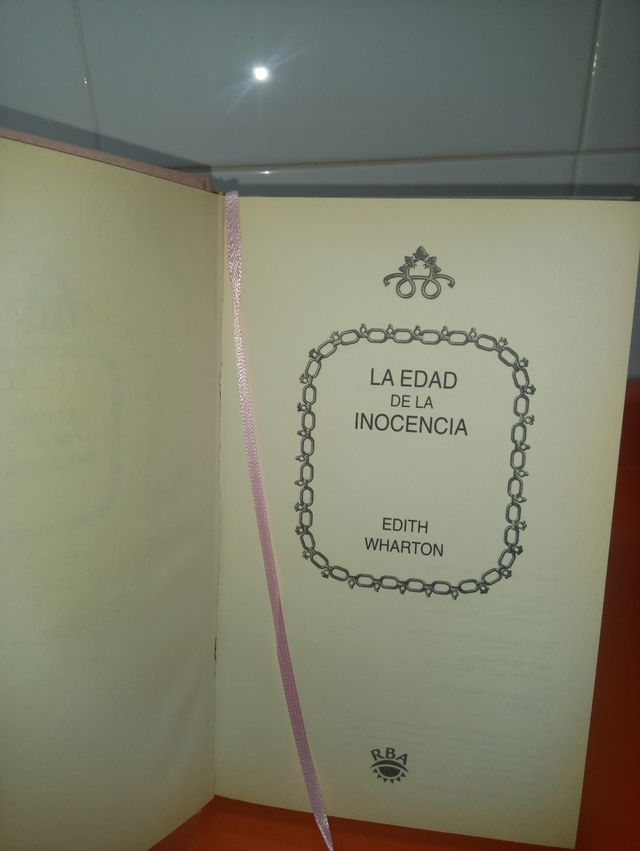 LA EDAD
DE LA
INOCENCIA
EDITH
WHARTON
RBA